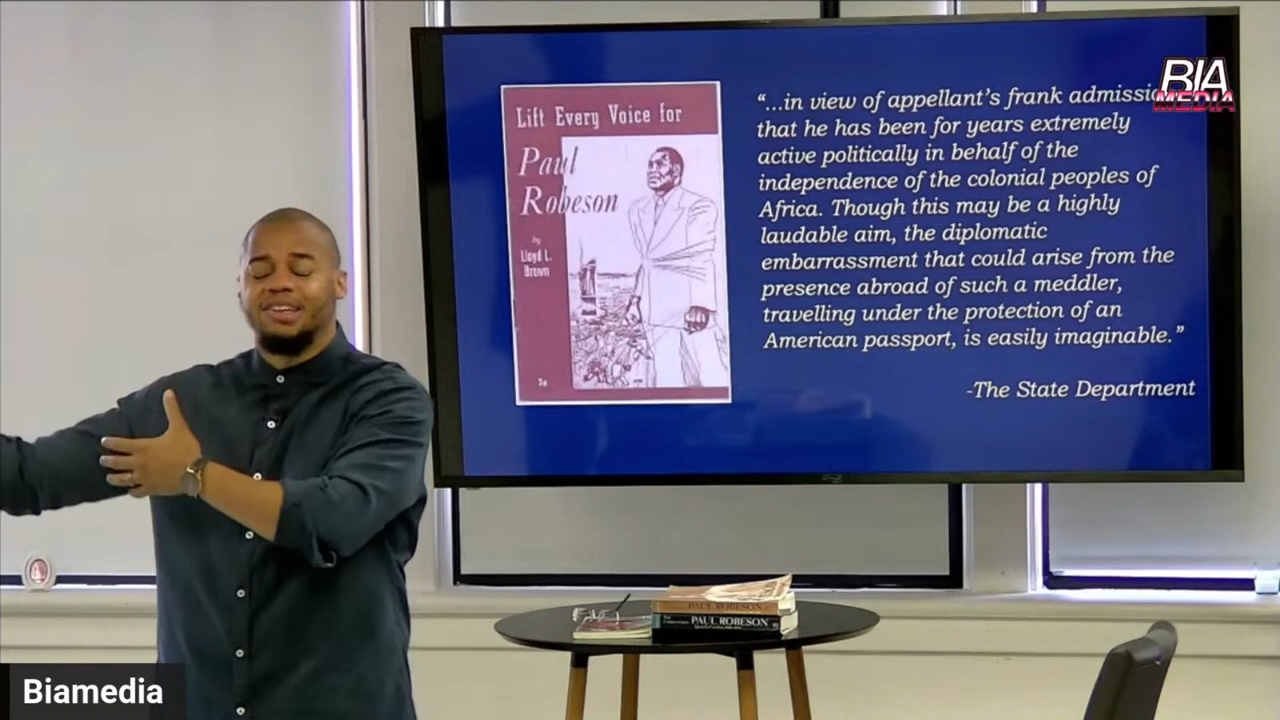 Lift Every Voice for
Paul
Robeson
by
Lloyd L.
Brown
“...in view of appellant’s frank
that he has been for years extremely
active politically in behalf of the
independence of the colonial peoples of
Africa. Though this may be a highly
laudable aim, the diplomatic
embarrassment that could arise from the
presence abroad of such a meddler,
travelling under the protection of an
American passport, is easily imaginable.”
-The State Department
BIA
MEDIA
PAUL ROBESON
PAUL ROBESON
Biamedia